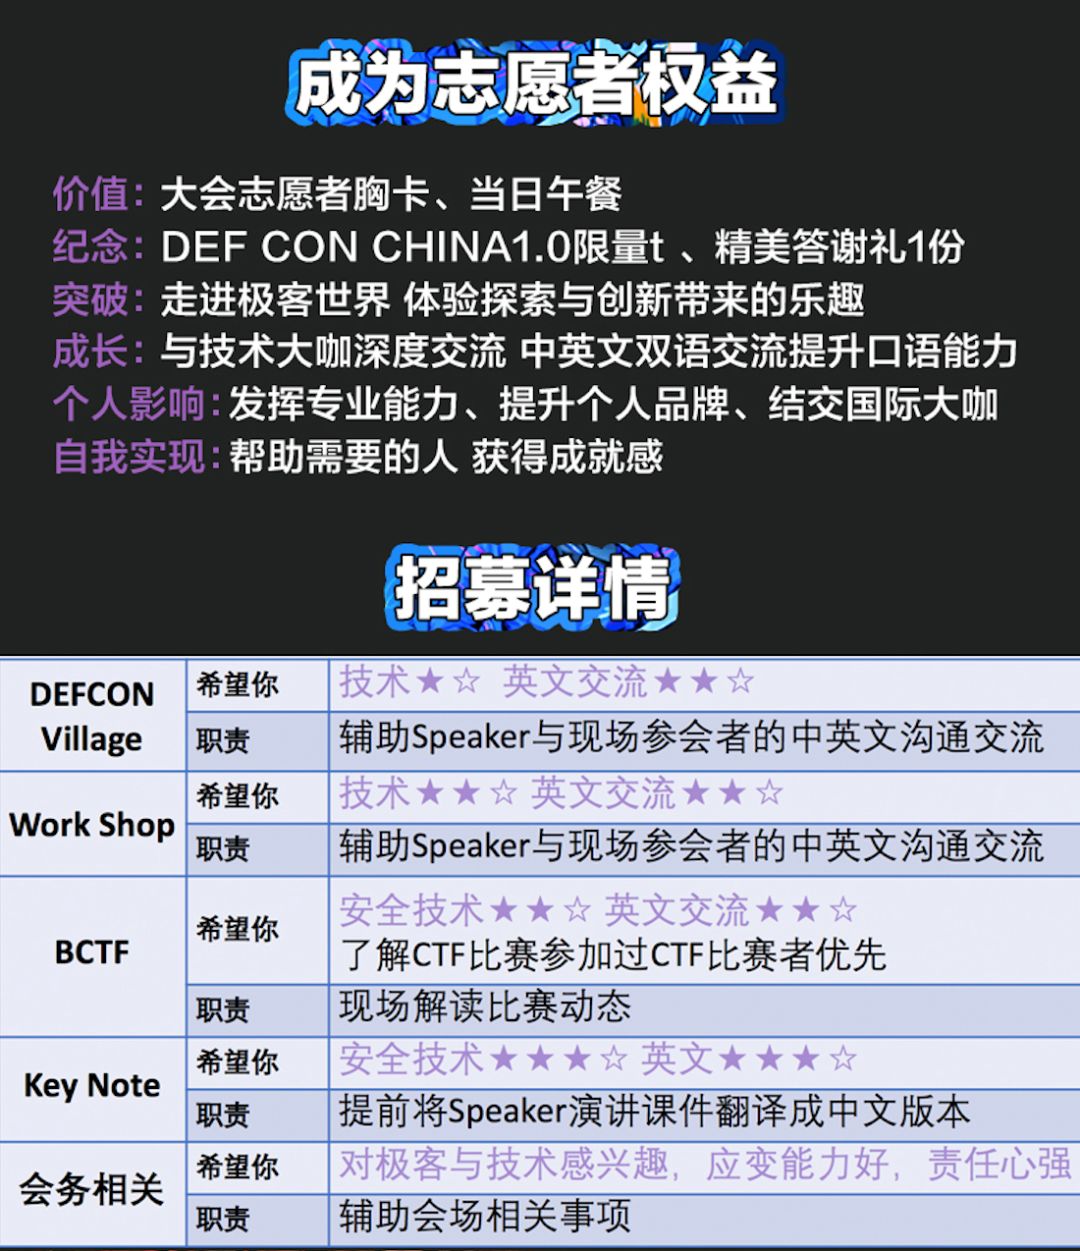 成为志愿者权益
价值：大会志愿者胸卡、当日午餐
纪念：DEF CON CHINA1.0限量t 、精美答谢礼1份
突破：走进极客世界 体验探索与创新带来的乐趣
成长：与技术大咖深度交流 中英文双语交流提升口语能力
个人影响：发挥专业能力、提升个人品牌、结交国际大咖
自我实现：帮助需要的人 获得成就感
招募详情
DEFCON
Village
希望你
技术★☆ 英文交流★★☆
职责
辅助Speaker与现场参会者的中英文沟通交流
Work Shop
希望你
技术★★☆ 英文交流★★☆
职责
辅助Speaker与现场参会者的中英文沟通交流
BCTF
希望你
安全技术★★☆ 英文交流★★☆
了解CTF比赛参加过CTF比赛者优先
职责
现场解读比赛动态
Key Note
希望你
安全技术★★★☆ 英文★★★☆
职责
提前将Speaker演讲课件翻译成中文版本
会务相关
希望你
对极客与技术感兴趣，应变能力好，责任心强
职责
辅助会场相关事项